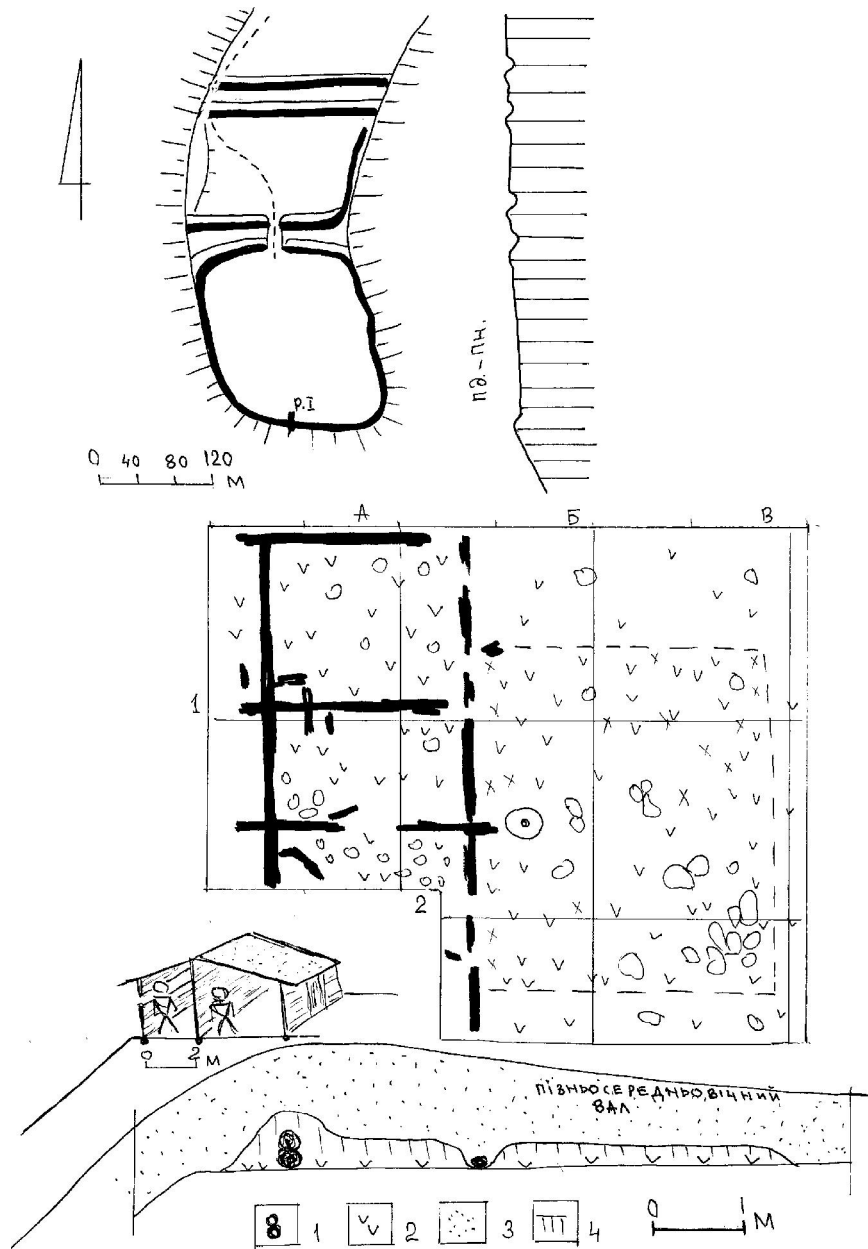 пд.-пн.
р.I
0 40 80 120
М
А Б В
1
2
0 2 М
ПІЗНЬОСЕРЕДНЬОВІЧНИЙ
ВАЛ
1 2 3 4
0 1 М